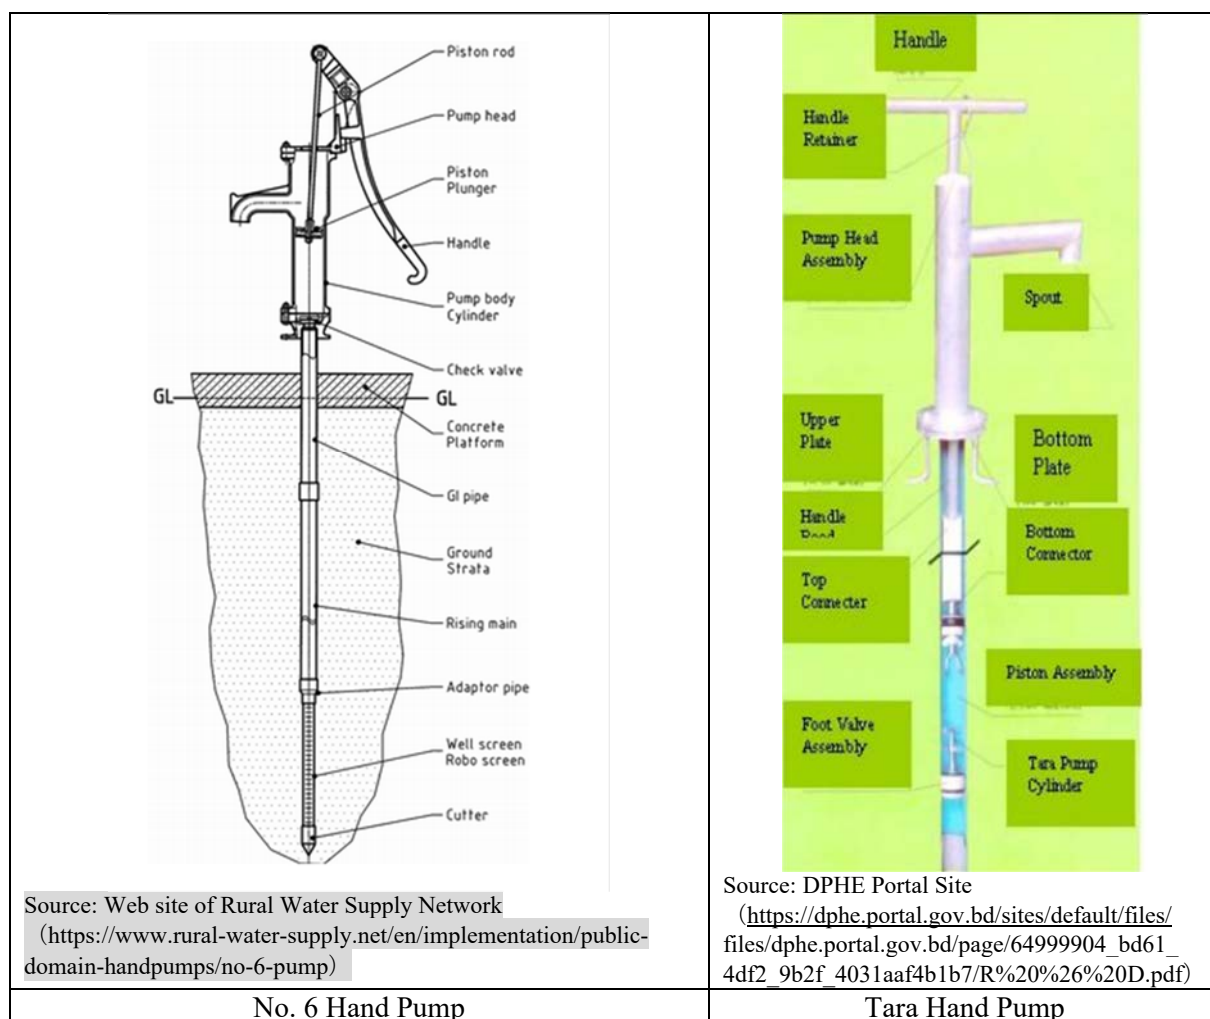 Piston rod
Pump head
Piston
Plunger
Handle
Pump body
Cylinder
Check valve
GL
GL
Concrete
Platform
GI pipe
Ground
Strata
Rising main
Adaptor pipe
Well screen
Robo screen
Cutter
Source: Web site of Rural Water Supply Network
（https://www.rural-water-supply.net/en/implementation/public-
domain-handpumps/no-6-pump）
No. 6 Hand Pump
Handle
Handle
Retainer
Pump Head
Assembly
Spout
Upper
Plate
Bottom
Plate
Handle
Bottom
Connector
Top
Connecter
Piston Assembly
Foot Valve
Assembly
Tara Pump
Cylinder
Source: DPHE Portal Site
（https://dphe.portal.gov.bd/sites/default/files/
files/dphe.portal.gov.bd/page/64999904_bd61_
4df2_9b2f_4031aaf4b1b7/R%20%26%20D.pdf）
Tara Hand Pump